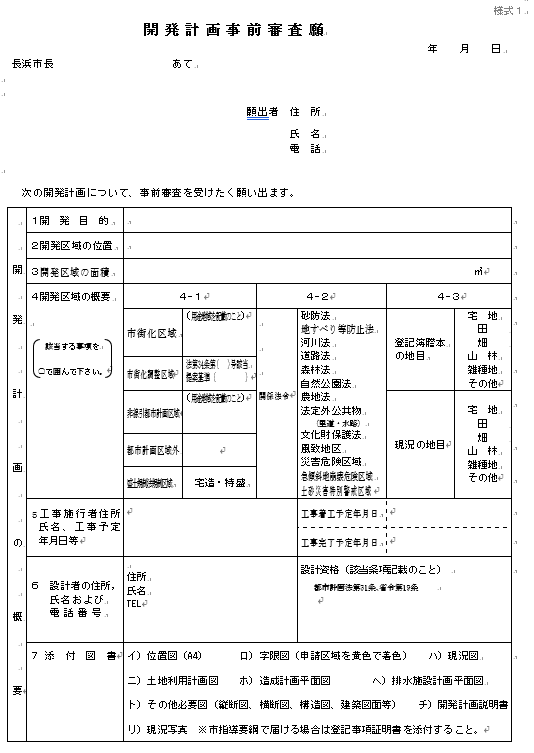 様式1
開発計画事前審査願
年 月 日
長浜市長 あて
願出者 住 所
氏 名
電 話
次の開発計画について、事前審査を受けたく願い出ます。
開発計画の概要
1開 発 目 的
2開発区域の位置
3開発区域の面積 ㎡
4開発区域の概要 4-1 4-2 4-3
該当する事項を
○で囲んで下さい。
市街化区域 (用途地域を記載のこと)
市街化調整区域 法第34条第( )号該当
提案基準( )
非線引都市計画区域 (用途地域を記載のこと)
都市計画区域外
宅造・特盛
関係法令
砂防法
地すべり等防止法
河川法
道路法
森林法
自然公園法
農地法
法定外公共物
(里道・水路)
文化財保護法
風致地区
災害危険区域
急傾斜地崩壊危険区域
土砂災害特別警戒区域
登記簿謄本
の地目
宅 地
田
畑
山 林
雑種地
その他
現況の地目
宅 地
田
畑
山 林
雑種地
その他
5工事施行者住所
氏名、工事予定
年月日等
工事着工予定年月日
工事完了予定年月日
6 設計者の住所,
氏名および
電話番号
住所
氏名
TEL
設計資格(該当条項記載のこと)
都市計画法第31条、省令第19条
7添付図書
イ)位置図(A4) ロ)字限図(申請区域を黄色で着色) ハ)現況図
ニ)土地利用計画図 ホ)造成計画平面図 ヘ)排水施設計画平面図
ト)その他必要図(縦断図、横断図、構造図、建築図面等) チ)開発計画説明書
リ)現況写真 ※市指導要綱で届ける場合は登記事項証明書を添付すること。